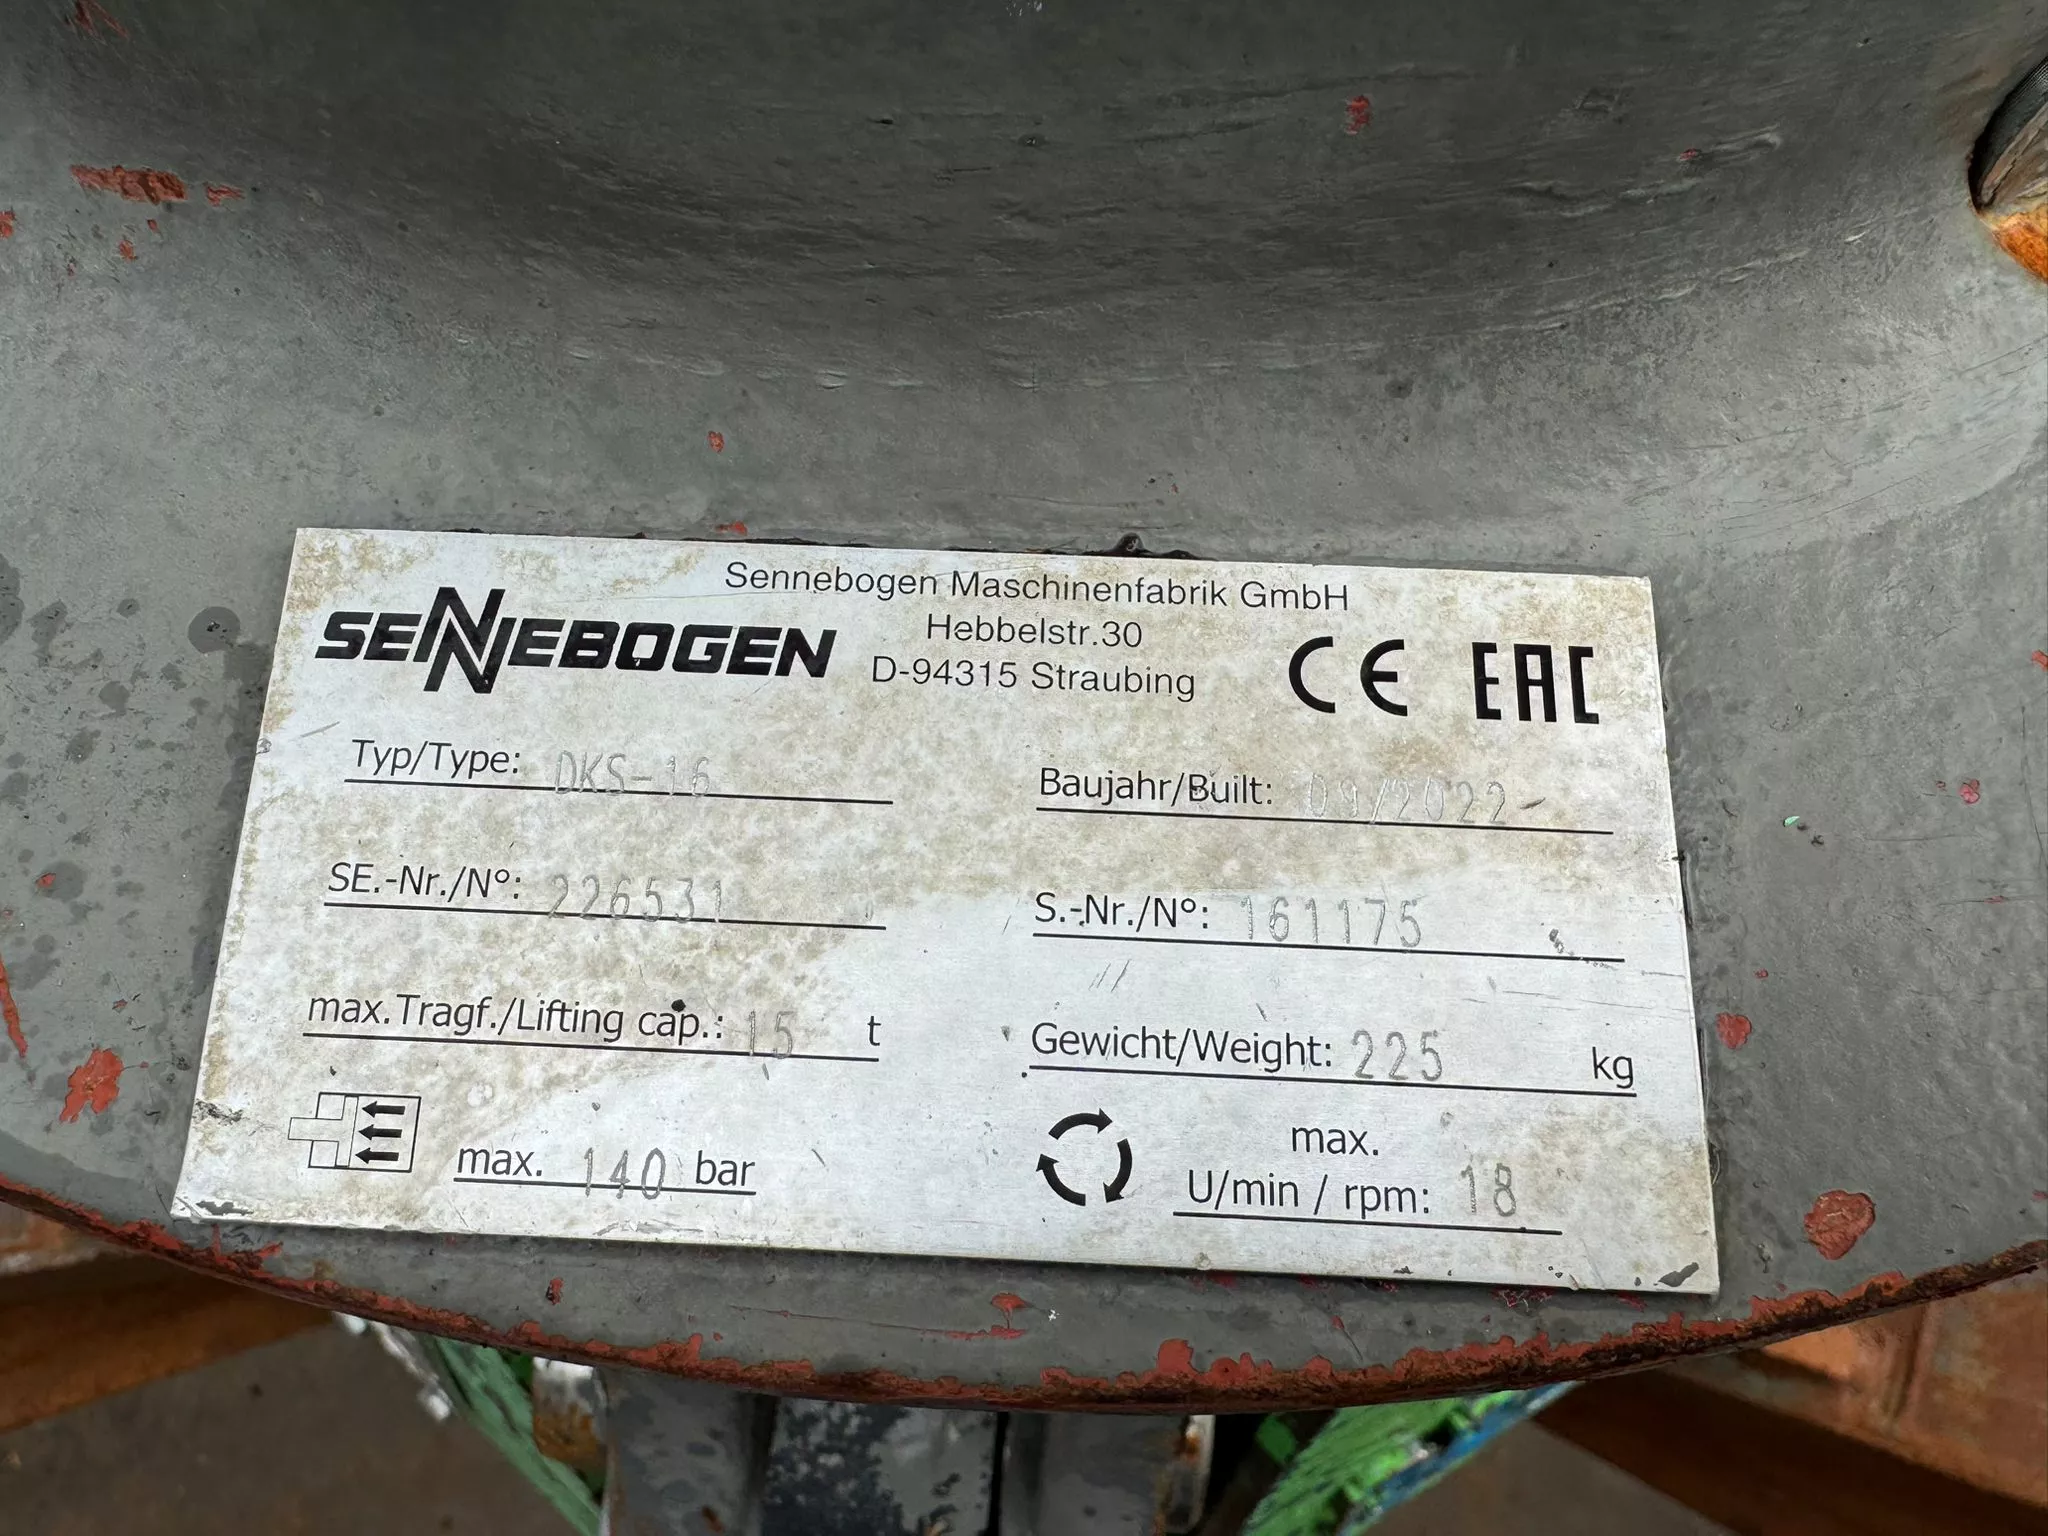 Sennebogen Maschinenfabrik GmbH
SENNEBOGEN
Hebbelstr.30
D-94315 Straubing
CE EAC
Typ/Type: DKS-16
Baujahr/Built: 09/2022
SE.-Nr./N°: 226531
S.-Nr./N°: 161175
max.Tragf./Lifting cap.: 15 t
Gewicht/Weight: 225 kg
max. 140 bar
max.
U/min / rpm: 18